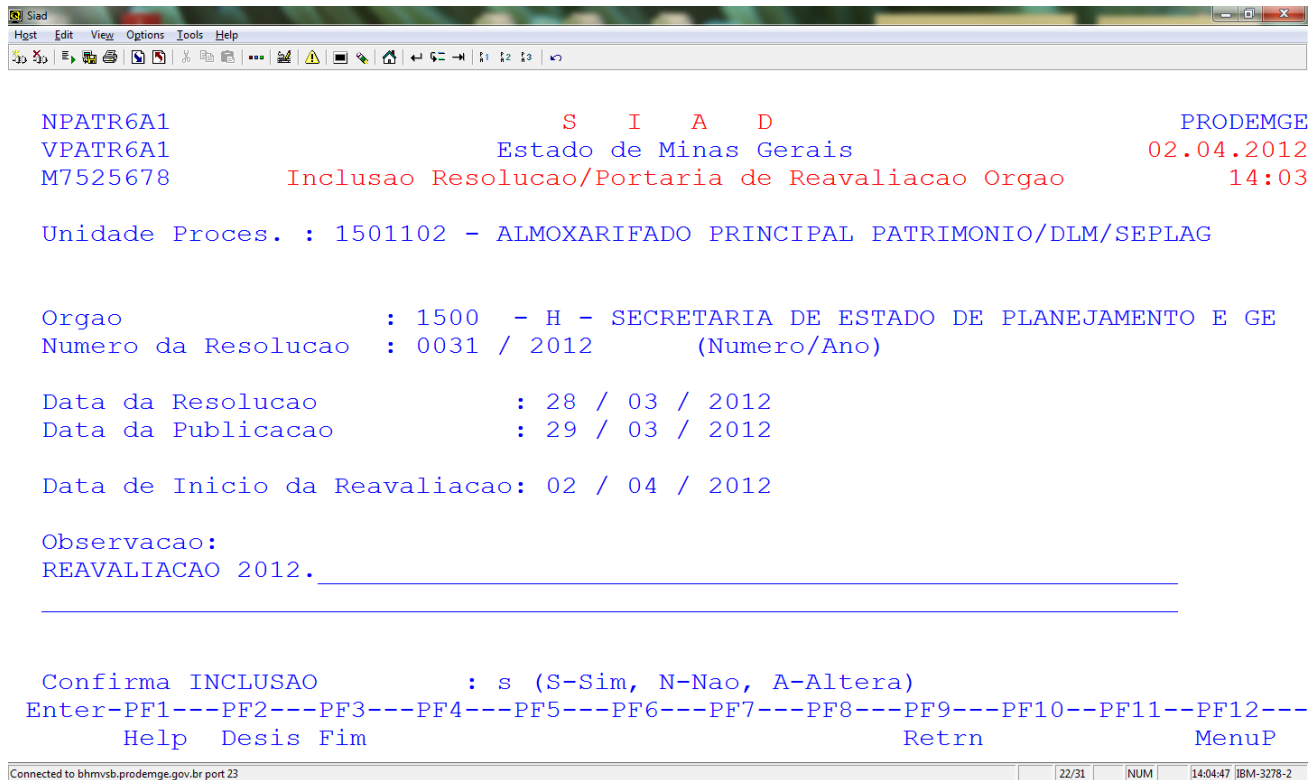 Siad
Host Edit View Options Tools Help
NPATR6A1 S I A D PRODEMGE
VPATR6A1 Estado de Minas Gerais 02.04.2012
M7525678 Inclusao Resolucao/Portaria de Reavaliacao Orgao 14:03
Unidade Proces. : 1501102 - ALMOXARIFADO PRINCIPAL PATRIMONIO/DLM/SEPLAG
Orgao : 1500 - H - SECRETARIA DE ESTADO DE PLANEJAMENTO E GE
Numero da Resolucao : 0031 / 2012 (Numero/Ano)
Data da Resolucao : 28 / 03 / 2012
Data da Publicacao : 29 / 03 / 2012
Data de Inicio da Reavaliacao: 02 / 04 / 2012
Observacao:
REAVALIACAO 2012.
Confirma INCLUSAO : s (S-Sim, N-Nao, A-Altera)
Enter-PF1---PF2---PF3---PF4---PF5---PF6---PF7---PF8---PF9---PF10--PF11--PF12---
Help Desis Fim Retrn MenuP
Connected to bhmvsb.prodemge.gov.br port 23 22/31 NUM 14:04:47 IBM-3278-2